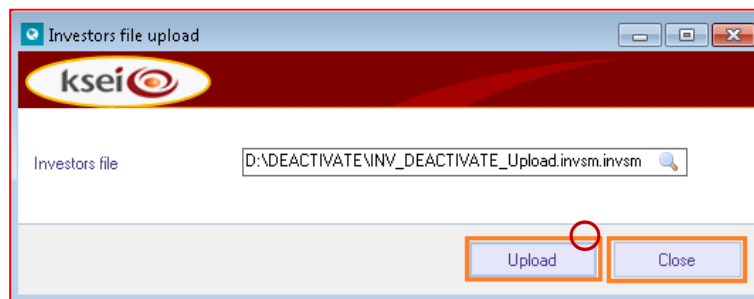 Investors file upload
ksei
Investors file
D:\DEACTIVATE\INV_DEACTIVATE_Upload.invsm.invsm
Upload
Close